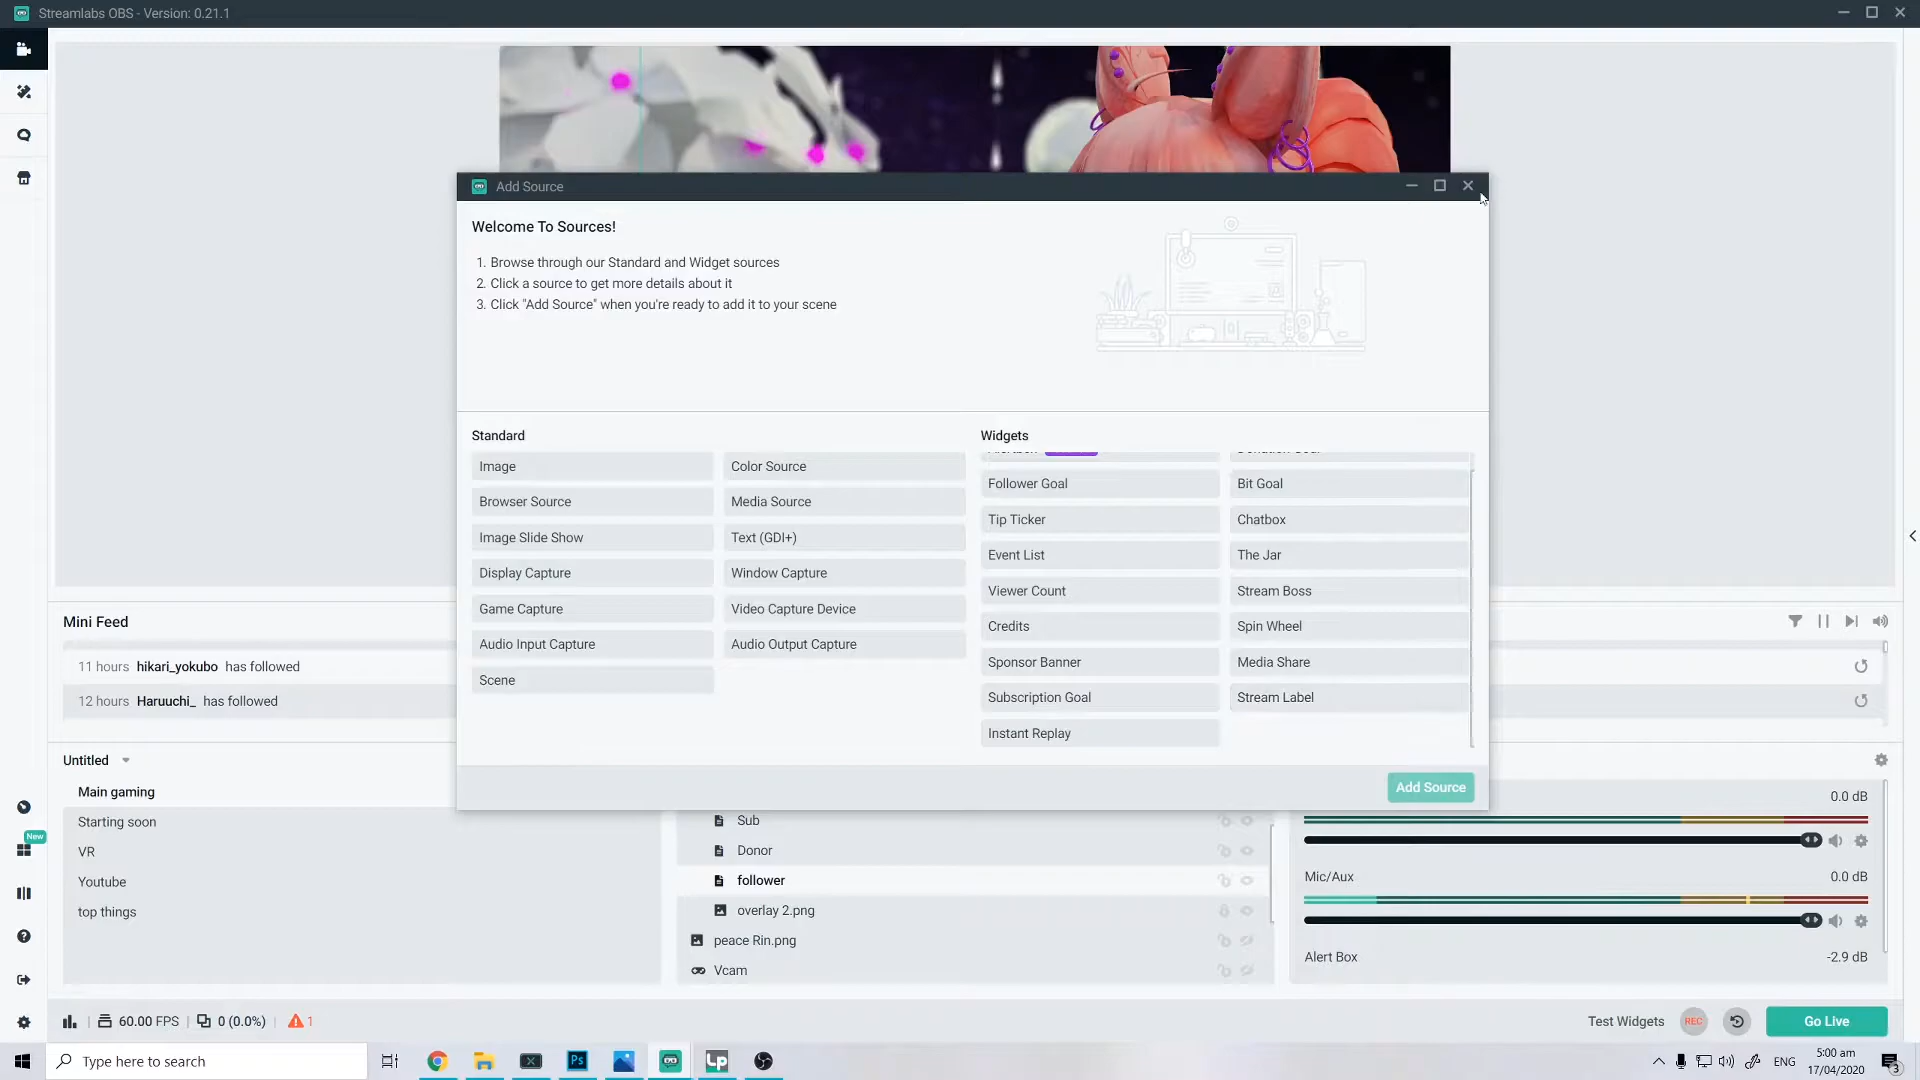 Streamlabs OBS - Version: 0.21.1
Add Source
Welcome To Sources!
1. Browse through our Standard and Widget sources
2. Click a source to get more details about it
3. Click "Add Source" when you're ready to add it to your scene
Standard
Image
Color Source
Browser Source
Media Source
Image Slide Show
Text (GDI+)
Display Capture
Window Capture
Game Capture
Video Capture Device
Audio Input Capture
Audio Output Capture
Scene
Widgets
Follower Goal
Bit Goal
Tip Ticker
Chatbox
Event List
The Jar
Viewer Count
Stream Boss
Credits
Spin Wheel
Sponsor Banner
Media Share
Subscription Goal
Stream Label
Instant Replay
Add Source
Mini Feed
11 hours hikari_yokubo has followed
12 hours Haruuchi_ has followed
Untitled
Main gaming
Starting soon
VR
Youtube
top things
New
Sub
Donor
follower
overlay 2.png
peace Rin.png
Vcam
0.0 dB
Mic/Aux 0.0 dB
Alert Box -2.9 dB
60.00 FPS
0 (0.0%)
1
Test Widgets
REC
Go Live
Type here to search
Ps
Lp
ENG
5:00 am
17/04/2020
3